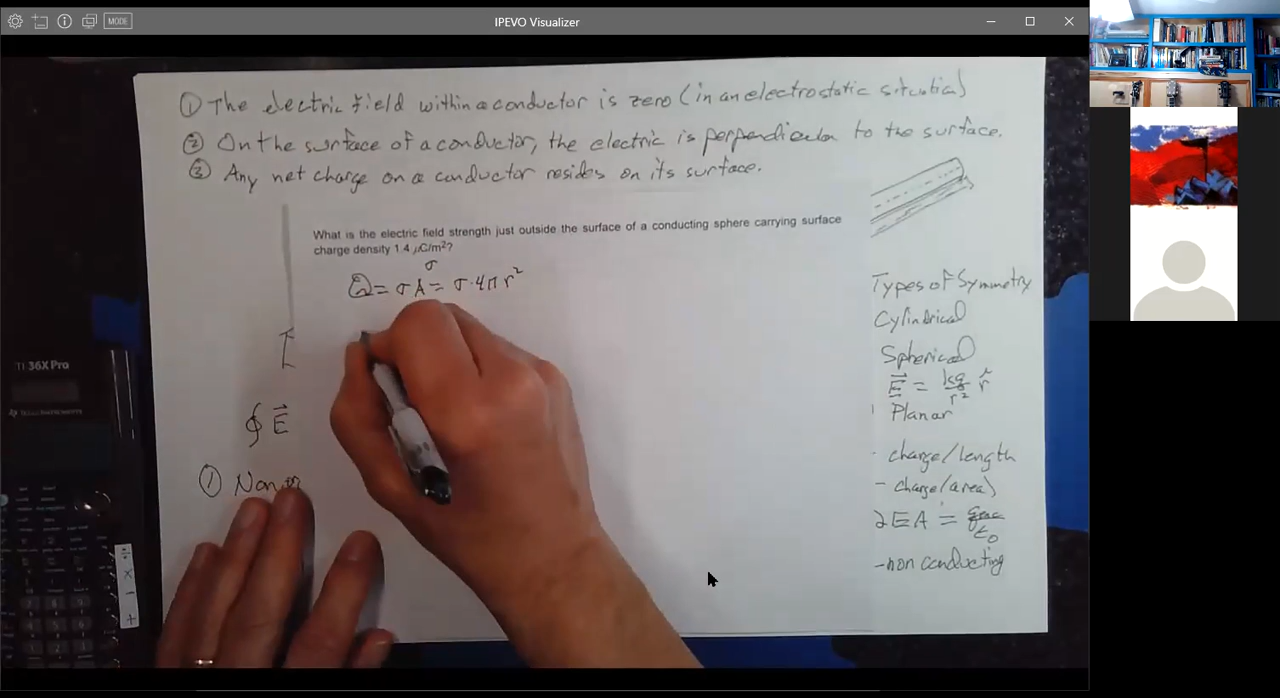 IPEVO Visualizer
MODE
① The electric field within a conductor is zero (in an electrostatic situation)
② On the surface of a conductor, the electric is perpendicular to the surface.
③ Any net charge on a conductor resides on its surface.
What is the electric field strength just outside the surface of a conducting sphere carrying surface
charge density 1.4 μC/m²?
σ
Q = σA = σ·4πr²
∮ E⃗
①
TI-36X Pro
Types of Symmetry
Cylindrical
Spherical
E⃗ = kq/r² r̂
Planar
- charge/length
- charge/area)
2EA = qenc/ε₀
- non conducting